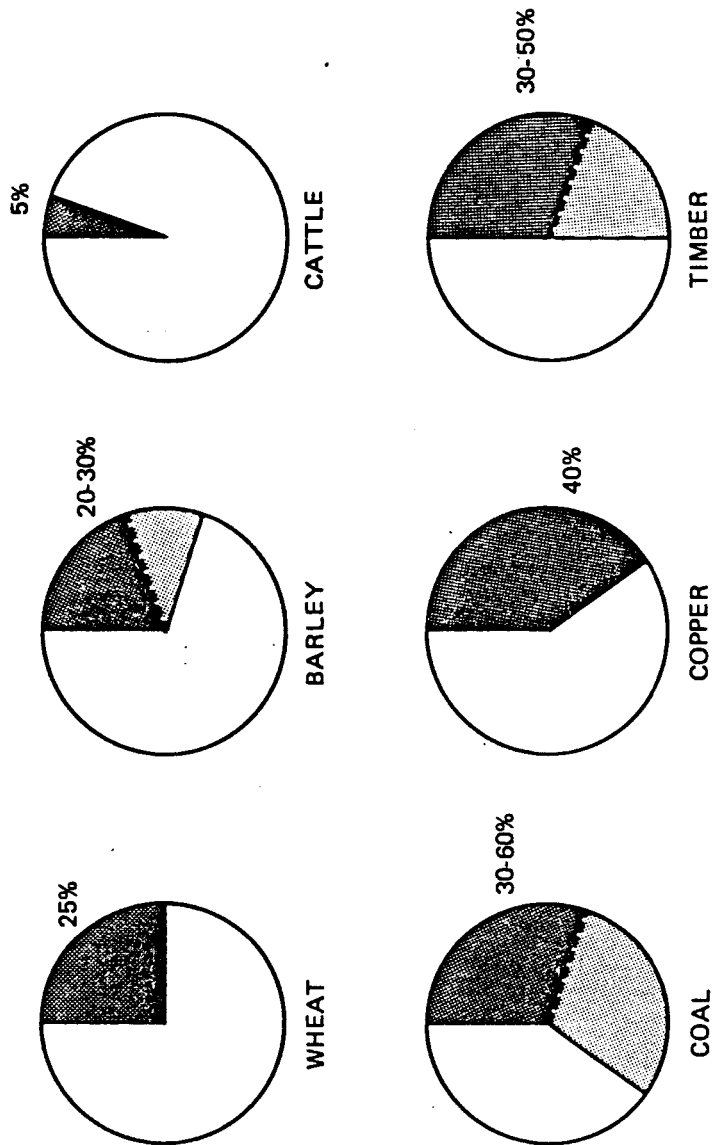 25%
WHEAT
20-30%
BARLEY
5%
CATTLE
30-60%
COAL
40%
COPPER
30-50%
TIMBER